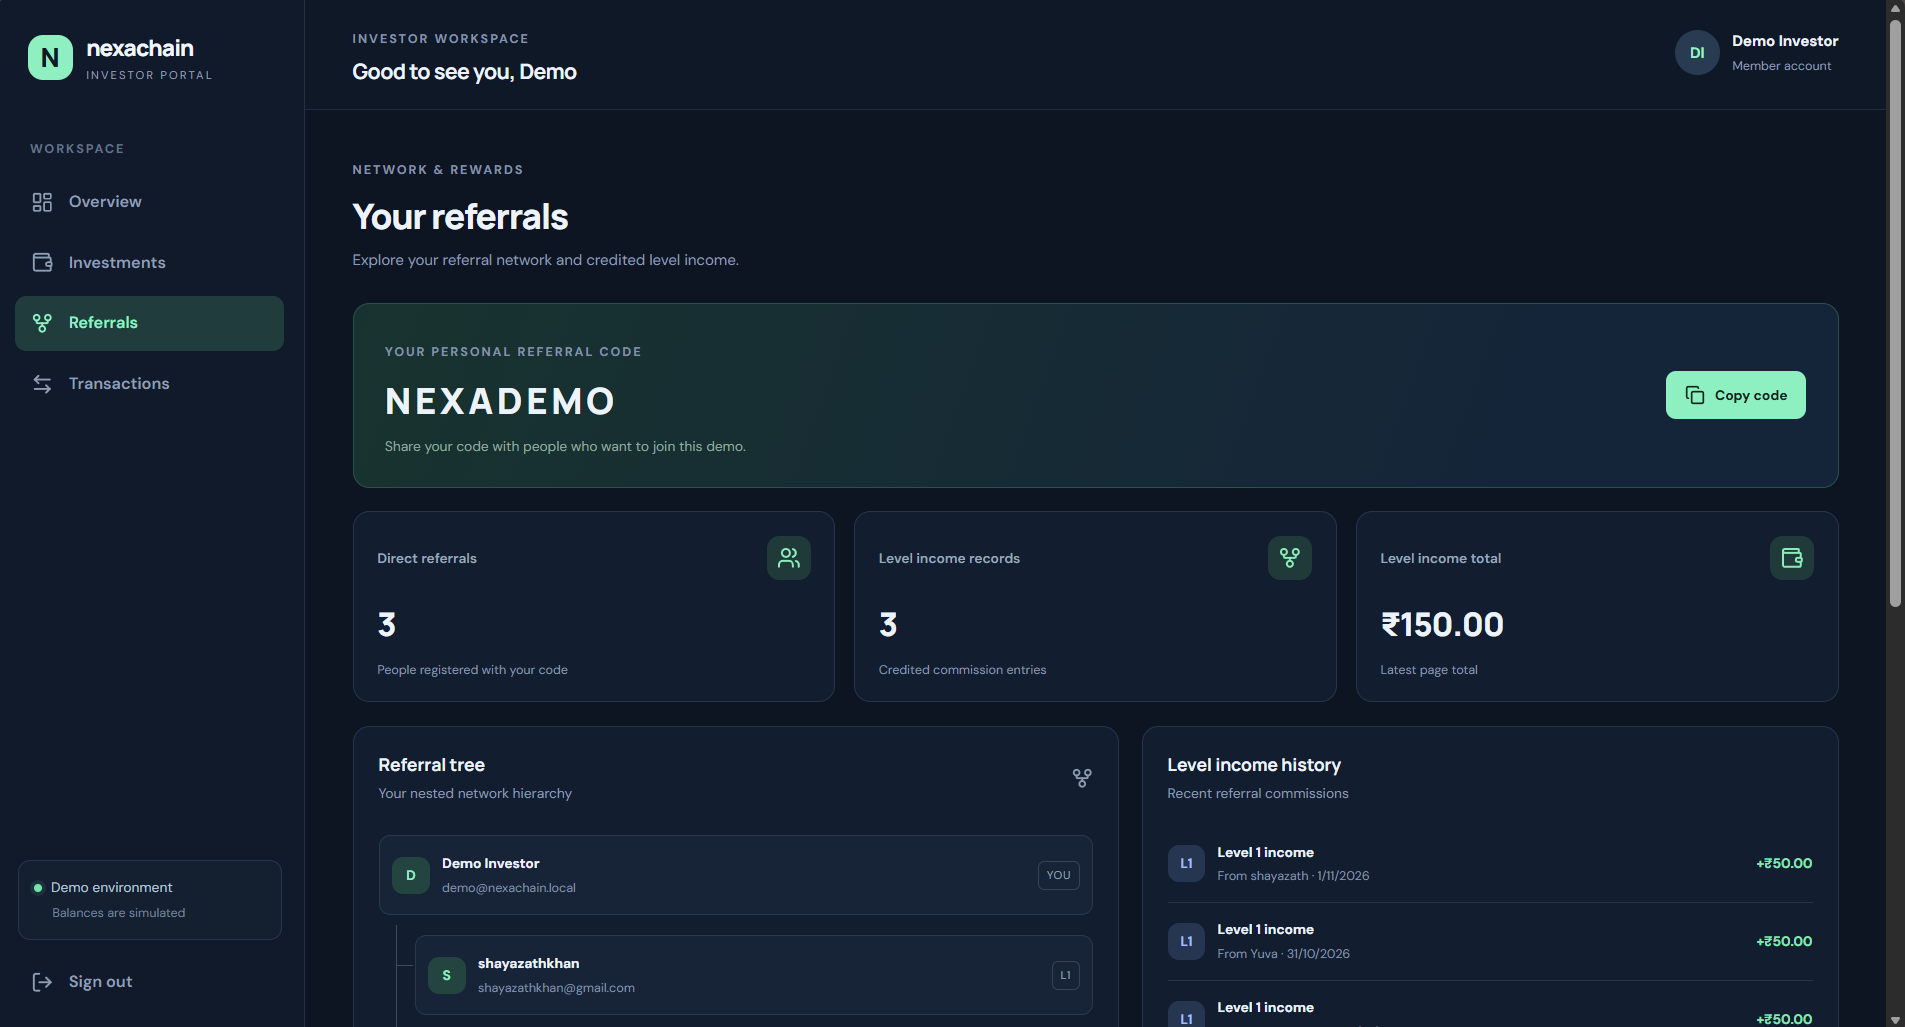 N
nexachain
INVESTOR PORTAL
WORKSPACE
Overview
Investments
Referrals
Transactions
Demo environment
Balances are simulated
Sign out
INVESTOR WORKSPACE
Good to see you, Demo
DI
Demo Investor
Member account
NETWORK & REWARDS
Your referrals
Explore your referral network and credited level income.
YOUR PERSONAL REFERRAL CODE
NEXADEMO
Share your code with people who want to join this demo.
Copy code
Direct referrals
3
People registered with your code
Level income records
3
Credited commission entries
Level income total
₹150.00
Latest page total
Referral tree
Your nested network hierarchy
D
Demo Investor
demo@nexachain.local
YOU
S
shayazathkhan
shayazathkhan@gmail.com
L1
Level income history
Recent referral commissions
L1
Level 1 income
From shayazath · 1/11/2026
+₹50.00
L1
Level 1 income
From Yuva · 31/10/2026
+₹50.00
L1
Level 1 income
+₹50.00